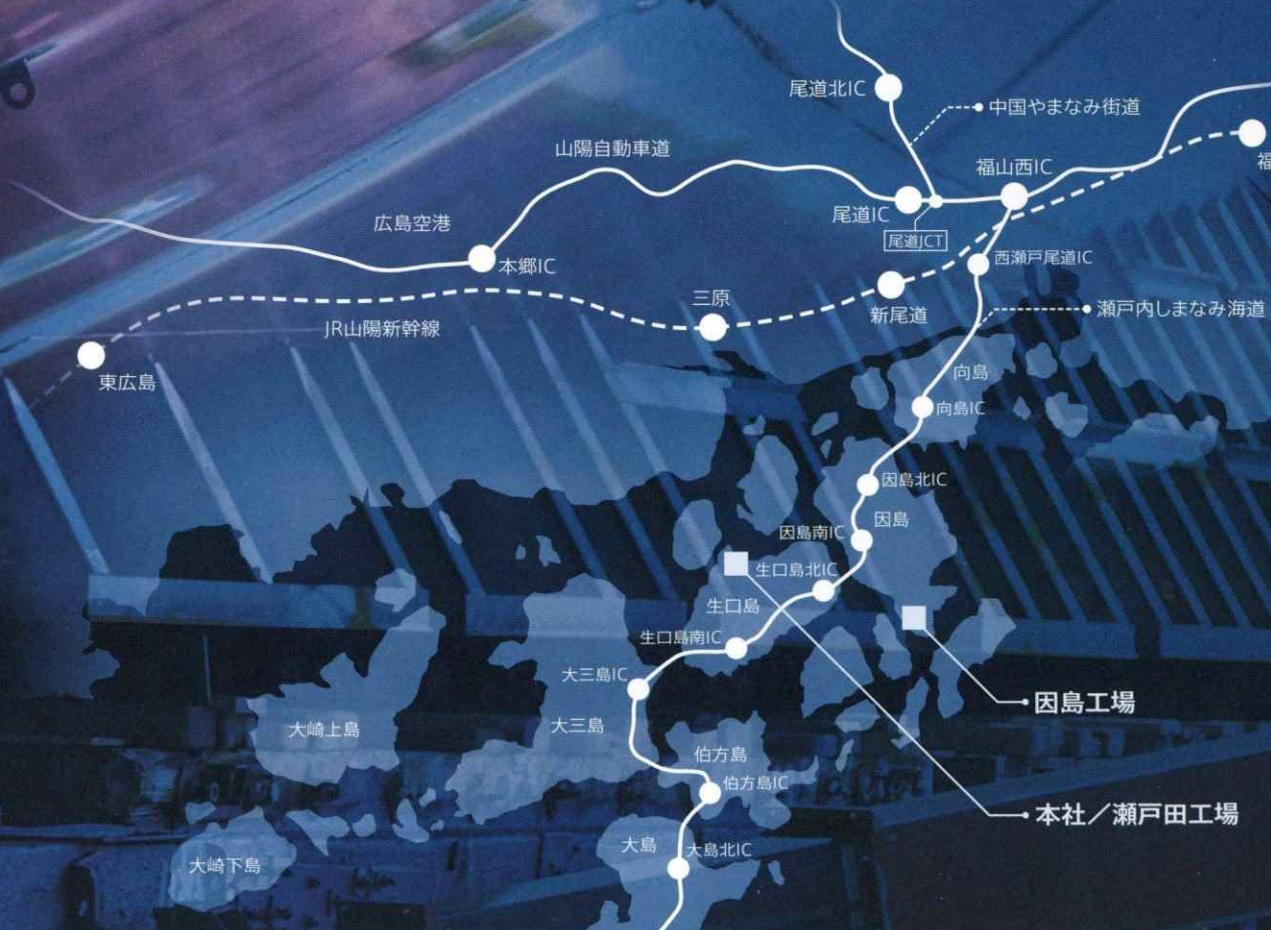 尾道北IC
中国やまなみ街道
山陽自動車道
福山西IC
福
尾道IC
広島空港
尾道JCT
本郷IC
西瀬戸尾道IC
三原
新尾道
瀬戸内しまなみ海道
JR山陽新幹線
東広島
向島
向島IC
因島北IC
因島
因島南IC
生口島北IC
生口島
生口島南IC
大三島IC
因島工場
大崎上島
大三島
伯方島
伯方島IC
本社／瀬戸田工場
大島
大島北IC
大崎下島